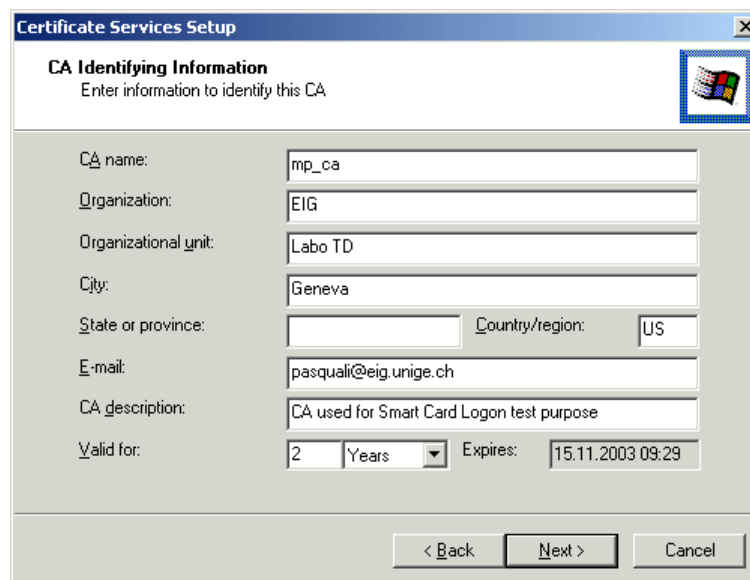 Certificate Services Setup
CA Identifying Information
Enter information to identify this CA
CA name: mp_ca
Organization: EIG
Organizational unit: Labo TD
City: Geneva
State or province: Country/region: US
E-mail: pasquali@eig.unige.ch
CA description: CA used for Smart Card Logon test purpose
Valid for: 2 Years Expires: 15.11.2003 09:29
< Back Next > Cancel